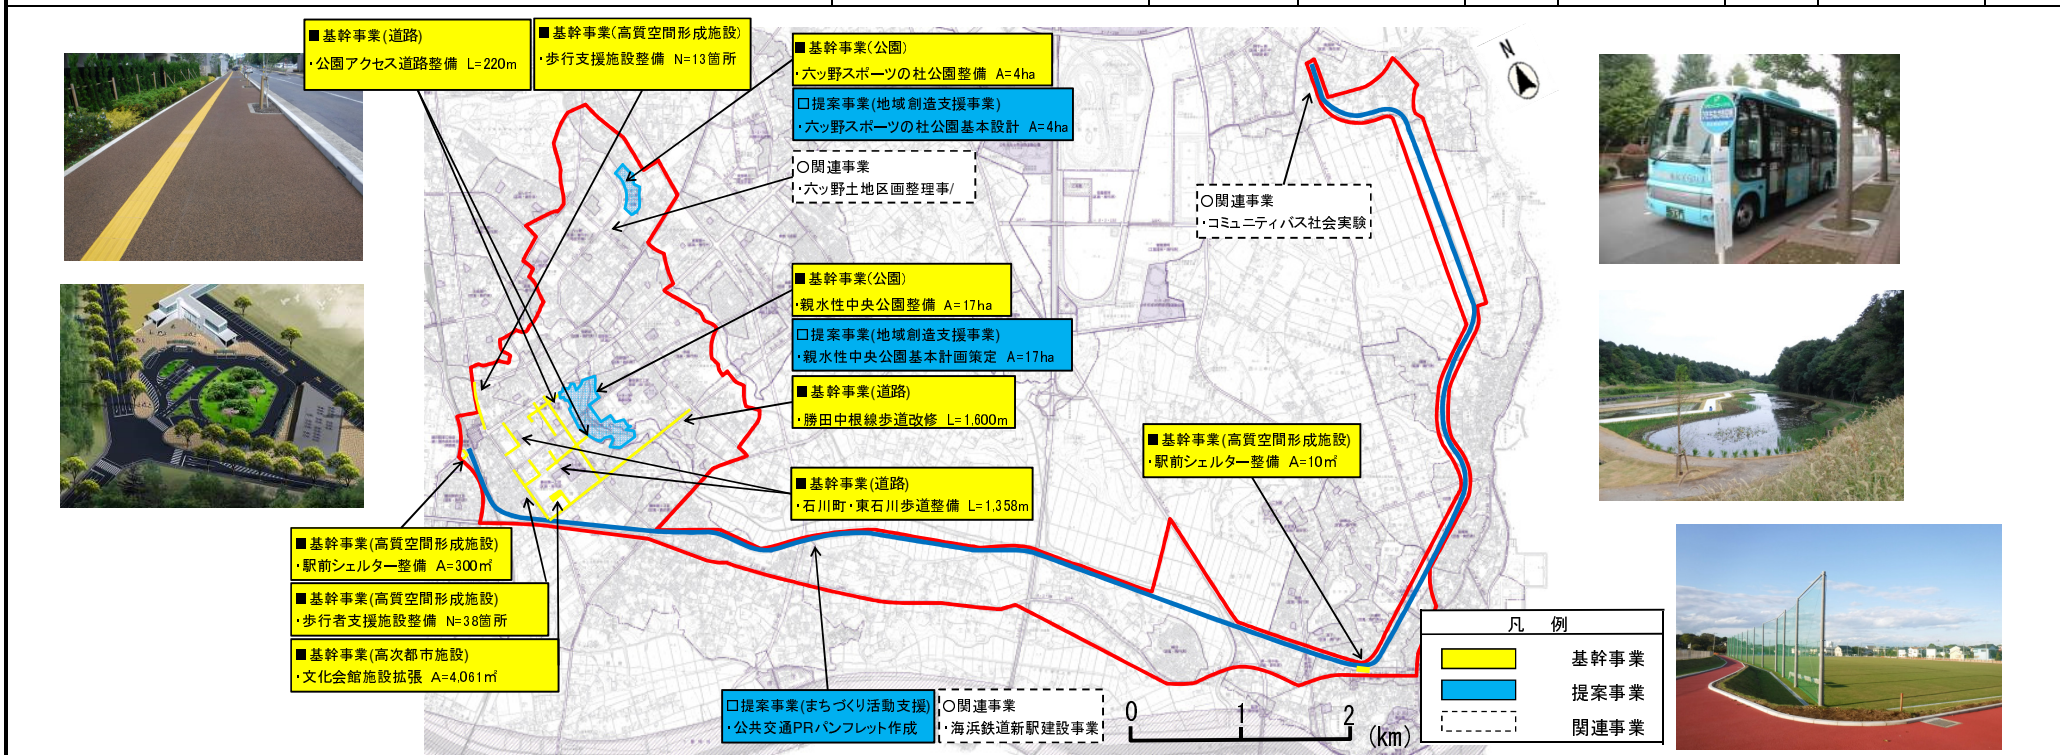 ■基幹事業(道路)
・公園アクセス道路整備 L=220m
■基幹事業(高質空間形成施設)
・歩行支援施設整備 N=13箇所
■基幹事業(公園)
・六ッ野スポーツの杜公園整備 A=4ha
□提案事業(地域創造支援事業)
・六ッ野スポーツの杜公園基本設計 A=4ha
○関連事業
・六ッ野土地区画整理事
○関連事業
・コミュニティバス社会実験
N
■基幹事業(公園)
・親水性中央公園整備 A=17ha
□提案事業(地域創造支援事業)
・親水性中央公園基本計画策定 A=17ha
■基幹事業(道路)
・勝田中根線歩道改修 L=1,600m
■基幹事業(高質空間形成施設)
・駅前シェルター整備 A=10㎡
■基幹事業(道路)
・石川町・東石川歩道整備 L=1,358m
■基幹事業(高質空間形成施設)
・駅前シェルター整備 A=300㎡
■基幹事業(高質空間形成施設)
・歩行者支援施設整備 N=38箇所
■基幹事業(高次都市施設)
・文化会館施設拡張 A=4,061㎡
□提案事業(まちづくり活動支援)
・公共交通PRパンフレット作成
○関連事業
・海浜鉄道新駅建設事業
0 1 2
(km)
凡 例
基幹事業
提案事業
関連事業